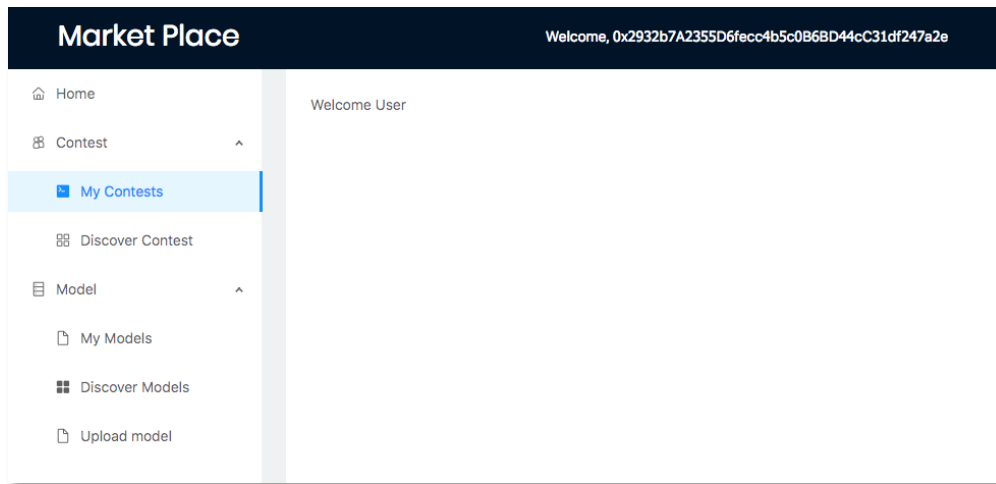 Market Place
Welcome, 0x2932b7A2355D6fecc4b5c0B6BD44cC31df247a2e
Home
Welcome User
Contest
My Contests
Discover Contest
Model
My Models
Discover Models
Upload model